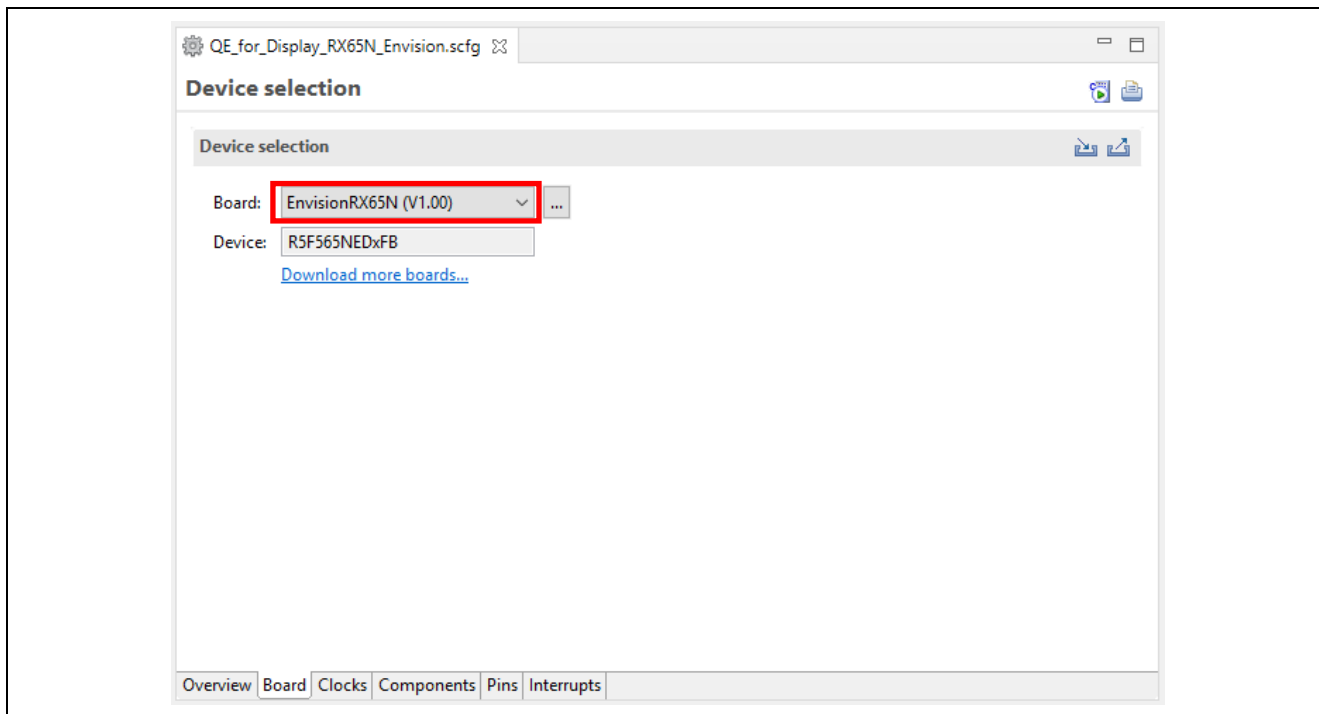 QE_for_Display_RX65N_Envision.scfg
Device selection
Device selection
Board: EnvisionRX65N (V1.00) ...
Device: R5F565NEDxFB
Download more boards...
Overview Board Clocks Components Pins Interrupts